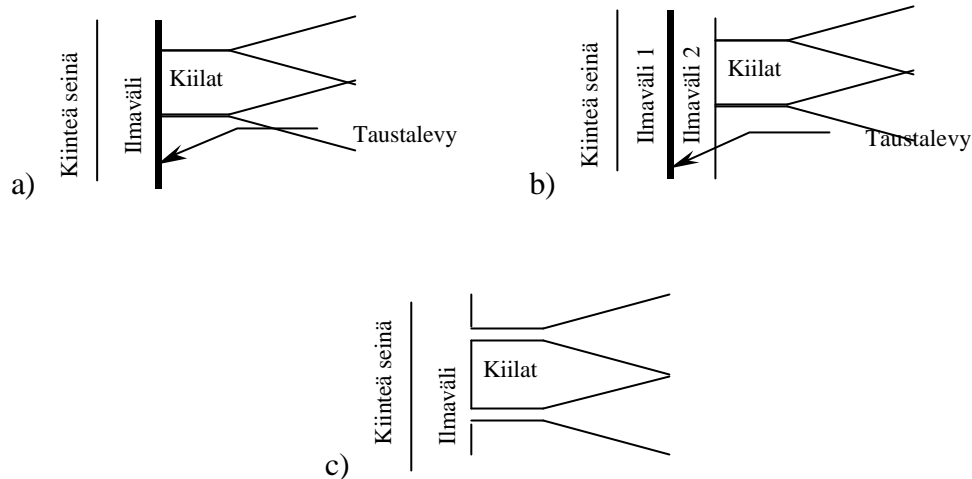 Kiinteä seinä
Ilmaväli
Kiilat
Taustalevy
a)
Kiinteä seinä
Ilmaväli 1
Ilmaväli 2
Kiilat
Taustalevy
b)
Kiinteä seinä
Ilmaväli
Kiilat
c)